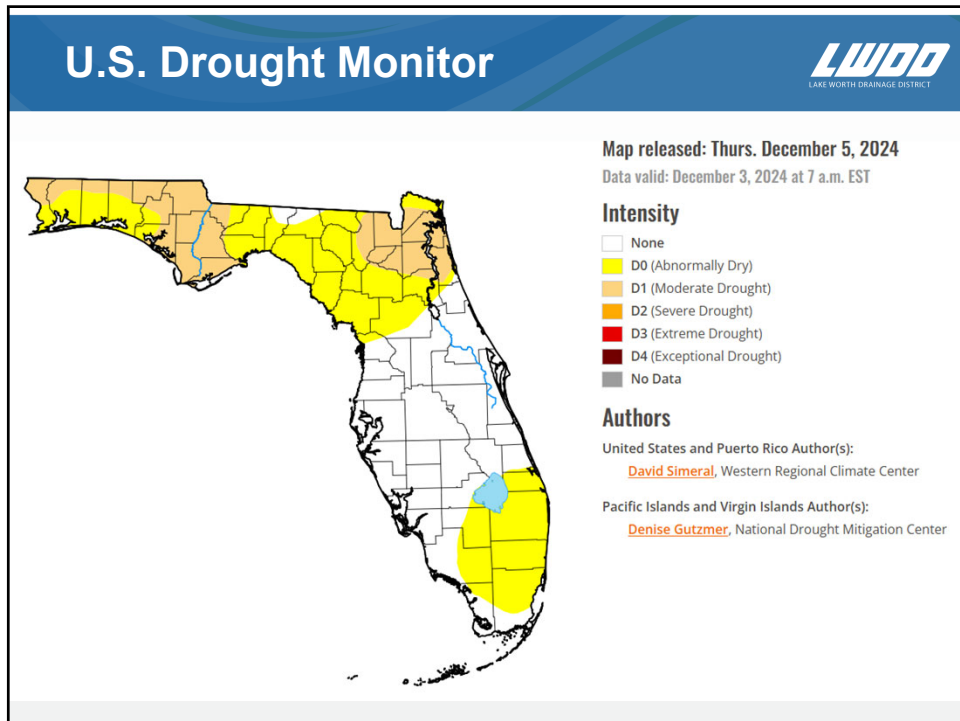 U.S. Drought Monitor
LWDD
LAKE WORTH DRAINAGE DISTRICT
Map released: Thurs. December 5, 2024
Data valid: December 3, 2024 at 7 a.m. EST
Intensity
None
D0 (Abnormally Dry)
D1 (Moderate Drought)
D2 (Severe Drought)
D3 (Extreme Drought)
D4 (Exceptional Drought)
No Data
Authors
United States and Puerto Rico Author(s):
David Simeral, Western Regional Climate Center
Pacific Islands and Virgin Islands Author(s):
Denise Gutzmer, National Drought Mitigation Center